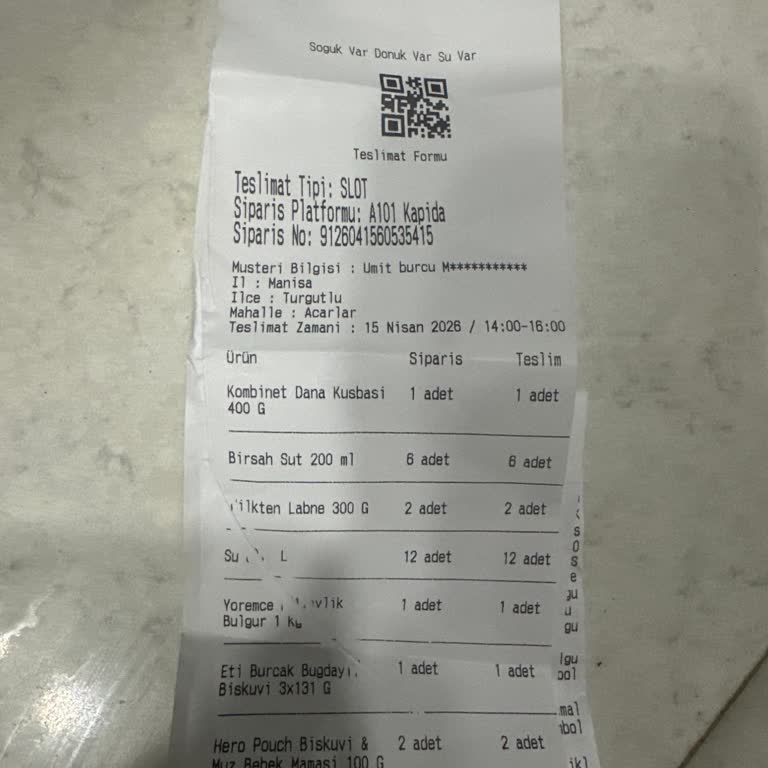 Soguk Var Donuk Var Su Var
Teslimat Formu
Teslimat Tipi: SLOT
Siparis Platformu: A101 Kapida
Siparis No: 9126041560535415
Musteri Bilgisi : Umit burcu M***********
Il : Manisa
Ilce : Turgutlu
Mahalle : Acarlar
Teslimat Zamani : 15 Nisan 2026 / 14:00-16:00
Ürün Siparis Teslim
Kombinet Dana Kusbasi 1 adet 1 adet
400 G
Birsah Sut 200 ml 6 adet 6 adet
Labne 300 G 2 adet 2 adet
Su L 12 adet 12 adet
Yoremce 1 adet 1 adet
Bulgur 1 kg
Eti Burcak Bugday 1 adet 1 adet
Biskuvi 3x131 G
Hero Pouch Biskuvi & 2 adet 2 adet
Muz Bebek Mamasi 100 G